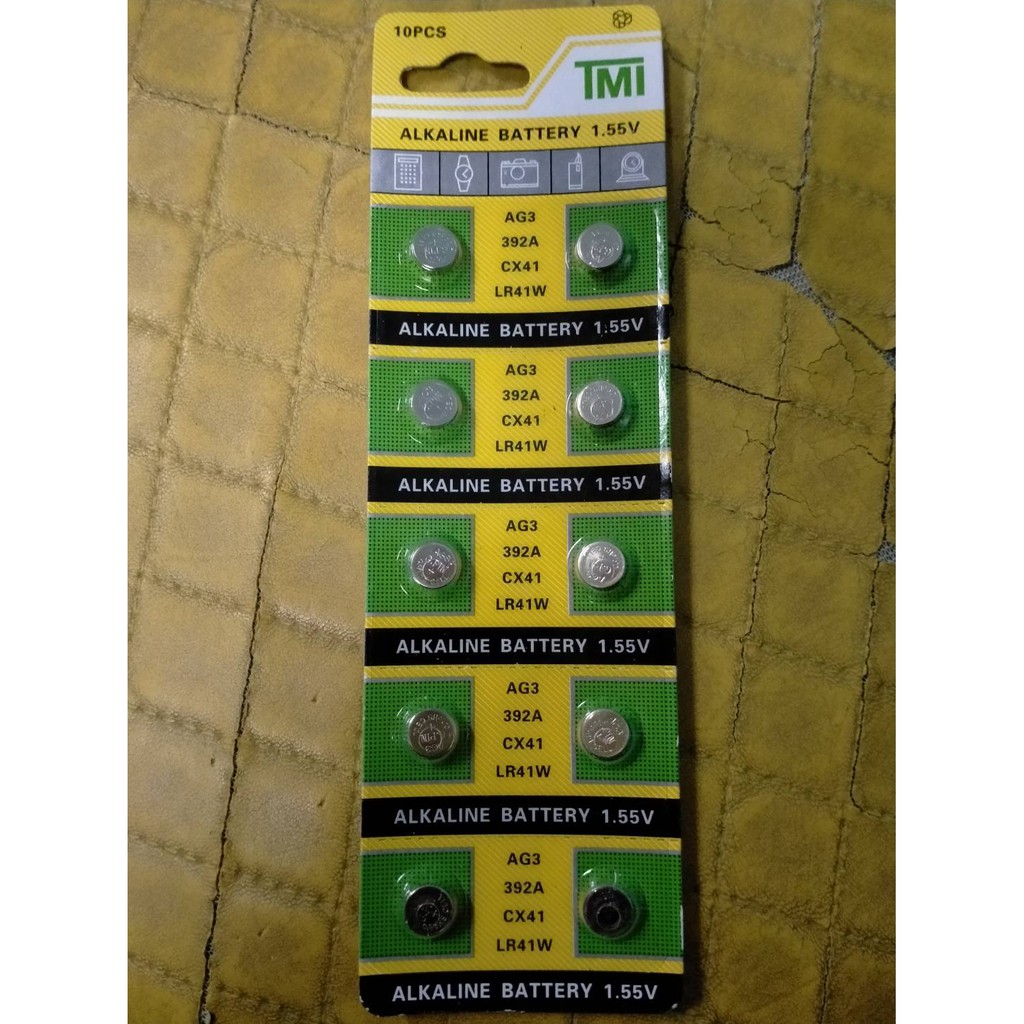 10PCS
TMI
ALKALINE BATTERY 1.55V
AG3
392A
CX41
LR41W
ALKALINE BATTERY 1.55V
AG3
392A
CX41
LR41W
ALKALINE BATTERY 1.55V
AG3
392A
CX41
LR41W
ALKALINE BATTERY 1.55V
AG3
392A
CX41
LR41W
ALKALINE BATTERY 1.55V
AG3
392A
CX41
LR41W
ALKALINE BATTERY 1.55V